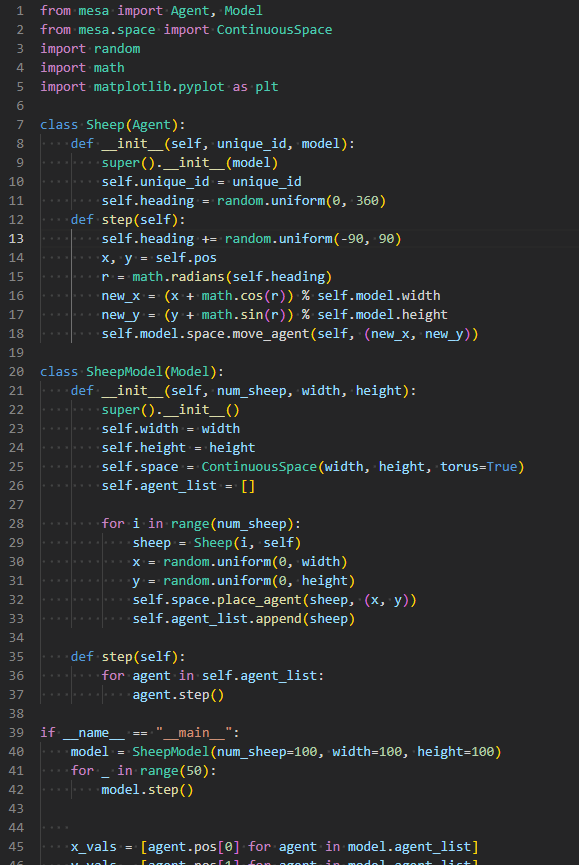 1 from mesa import Agent, Model
2 from mesa.space import ContinuousSpace
3 import random
4 import math
5 import matplotlib.pyplot as plt
6
7 class Sheep(Agent):
8     def __init__(self, unique_id, model):
9         super().__init__(model)
10         self.unique_id = unique_id
11         self.heading = random.uniform(0, 360)
12     def step(self):
13         self.heading += random.uniform(-90, 90)
14         x, y = self.pos
15         r = math.radians(self.heading)
16         new_x = (x + math.cos(r)) % self.model.width
17         new_y = (y + math.sin(r)) % self.model.height
18         self.model.space.move_agent(self, (new_x, new_y))
19
20 class SheepModel(Model):
21     def __init__(self, num_sheep, width, height):
22         super().__init__()
23         self.width = width
24         self.height = height
25         self.space = ContinuousSpace(width, height, torus=True)
26         self.agent_list = []
27
28         for i in range(num_sheep):
29             sheep = Sheep(i, self)
30             x = random.uniform(0, width)
31             y = random.uniform(0, height)
32             self.space.place_agent(sheep, (x, y))
33             self.agent_list.append(sheep)
34
35     def step(self):
36         for agent in self.agent_list:
37             agent.step()
38
39 if __name__ == "__main__":
40     model = SheepModel(num_sheep=100, width=100, height=100)
41     for _ in range(50):
42         model.step()
43
44
45     x_vals = [agent.pos[0] for agent in model.agent_list]